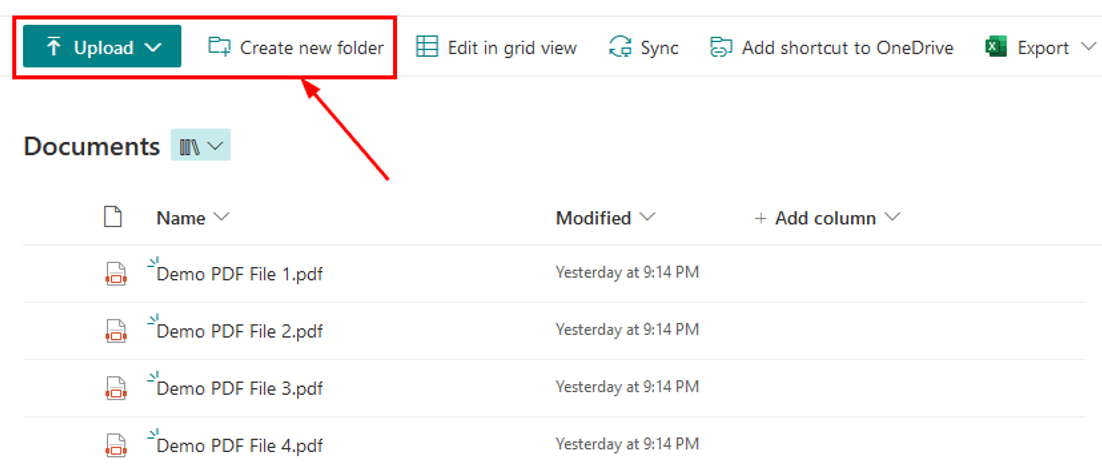 Upload Create new folder Edit in grid view Sync Add shortcut to OneDrive Export
Documents
Name Modified + Add column
Demo PDF File 1.pdf Yesterday at 9:14 PM
Demo PDF File 2.pdf Yesterday at 9:14 PM
Demo PDF File 3.pdf Yesterday at 9:14 PM
Demo PDF File 4.pdf Yesterday at 9:14 PM